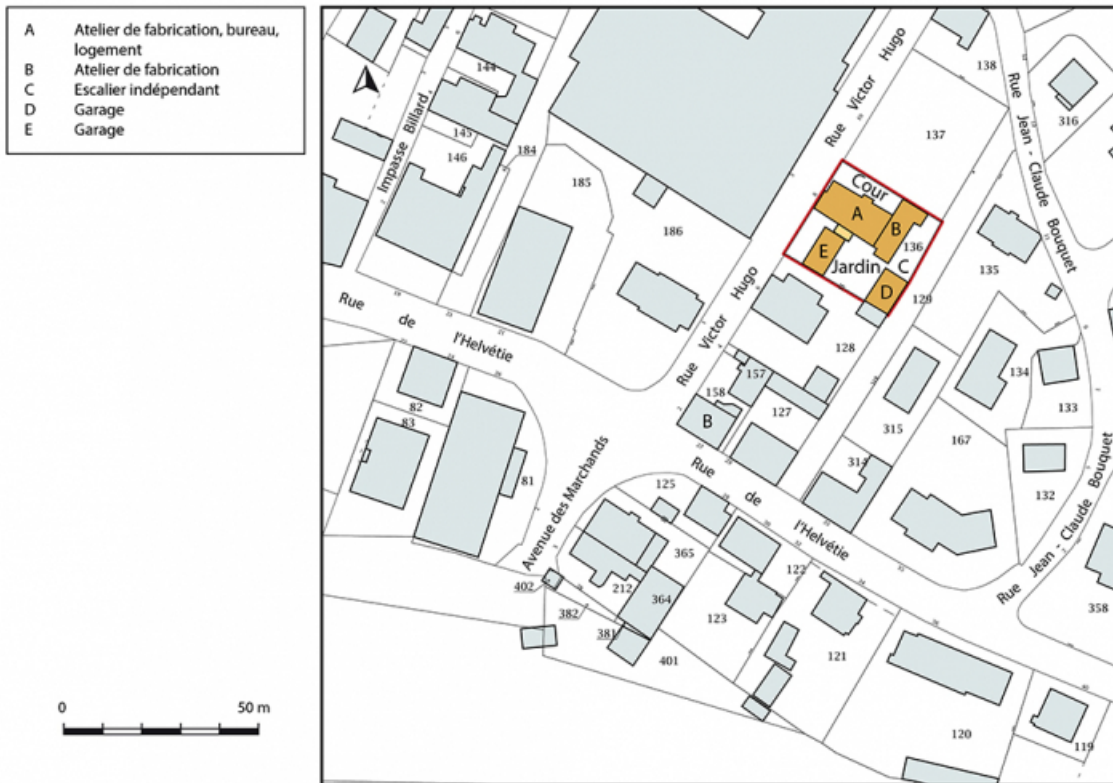 A Atelier de fabrication, bureau,
logement
B Atelier de fabrication
C Escalier indépendant
D Garage
E Garage
0 50 m
144
145
146
184
185
186
Impasse Billard
Rue Victor Hugo
138
137
316
Rue Jean - Claude Bouquet
Cour
A
B
136
E
Jardin
C
D
129
135
Rue de l'Helvétie
Rue Victor Hugo
128
157
158
B
127
134
133
315
167
314
132
82
83
81
Avenue des Marchands
125
Rue de l'Helvétie
Rue Jean - Claude Bouquet
365
122
402
212
364
382
123
381
401
121
358
120
119